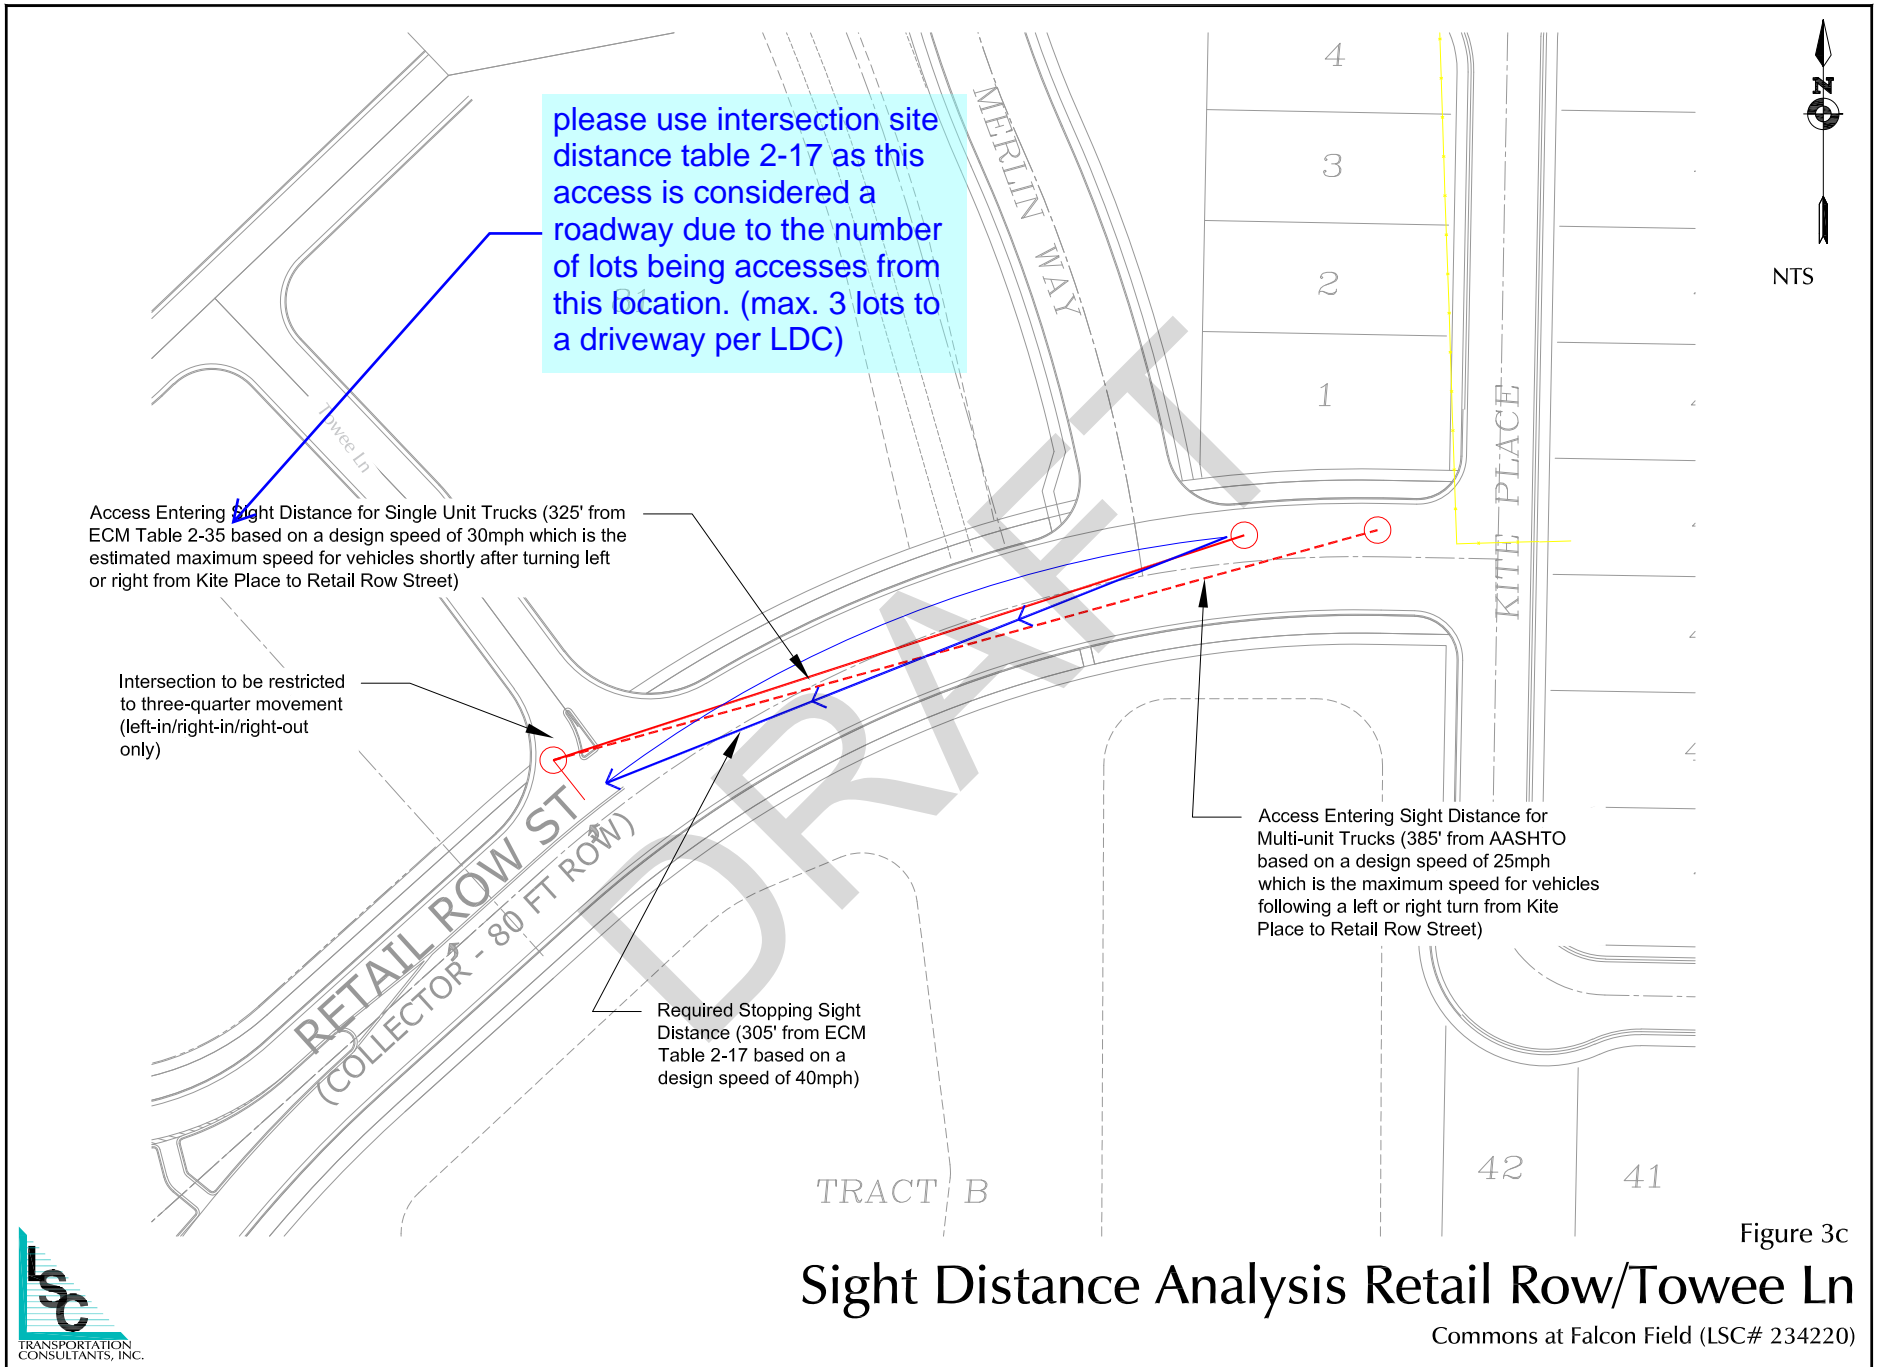 please use intersection site
distance table 2-17 as this
access is considered a
roadway due to the number
of lots being accesses from
this location. (max. 3 lots to
a driveway per LDC)
MERLIN WAY
4
3
2
1
N
NTS
KITE PLACE
Towee Ln
Access Entering Sight Distance for Single Unit Trucks (325' from
ECM Table 2-35 based on a design speed of 30mph which is the
estimated maximum speed for vehicles shortly after turning left
or right from Kite Place to Retail Row Street)
Intersection to be restricted
to three-quarter movement
(left-in/right-in/right-out
only)
DRAFT
RETAIL ROW ST
(COLLECTOR - 80 FT ROW)
Access Entering Sight Distance for
Multi-unit Trucks (385' from AASHTO
based on a design speed of 25mph
which is the maximum speed for vehicles
following a left or right turn from Kite
Place to Retail Row Street)
Required Stopping Sight
Distance (305' from ECM
Table 2-17 based on a
design speed of 40mph)
TRACT B
42
41
Figure 3c
Sight Distance Analysis Retail Row/Towee Ln
Commons at Falcon Field (LSC# 234220)
LSC
TRANSPORTATION
CONSULTANTS, INC.